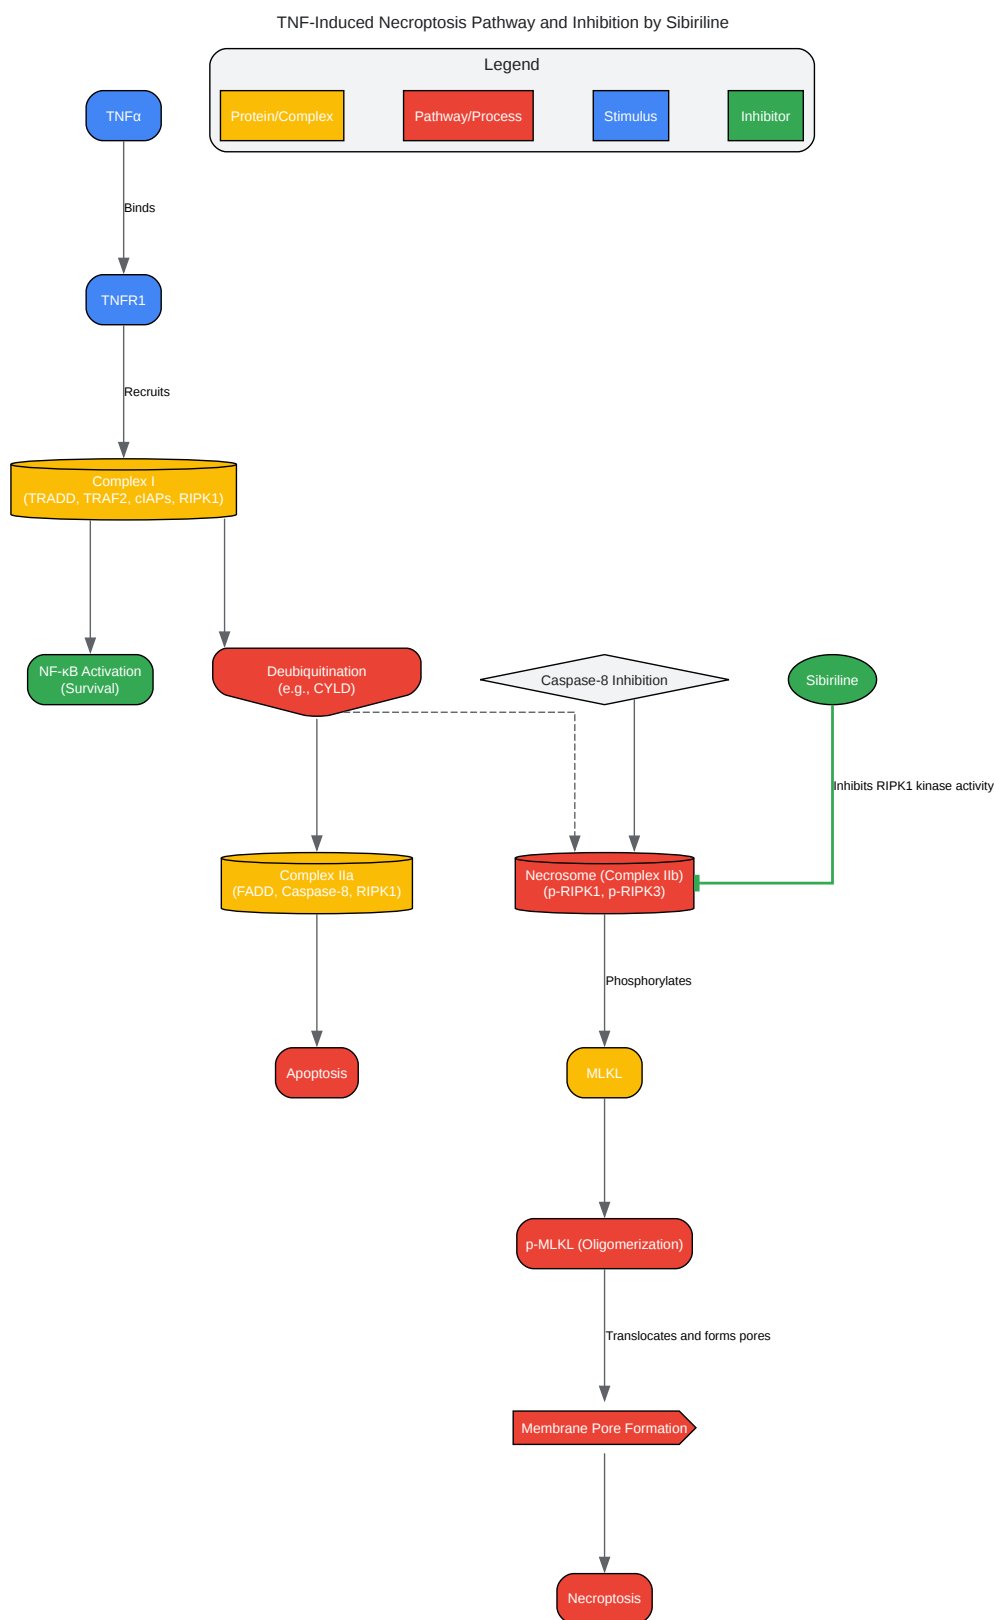 TNF-Induced Necroptosis Pathway and Inhibition by Sibiriline
Legend
Protein/Complex
Pathway/Process
Stimulus
Inhibitor
TNFα
Binds
TNFR1
Recruits
Complex I
(TRADD, TRAF2, cIAPs, RIPK1)
NF-κB Activation
(Survival)
Deubiquitination
(e.g., CYLD)
Caspase-8 Inhibition
Sibiriline
Inhibits RIPK1 kinase activity
Complex IIa
(FADD, Caspase-8, RIPK1)
Necrosome (Complex IIb)
(p-RIPK1, p-RIPK3)
Phosphorylates
Apoptosis
MLKL
p-MLKL (Oligomerization)
Translocates and forms pores
Membrane Pore Formation
Necroptosis